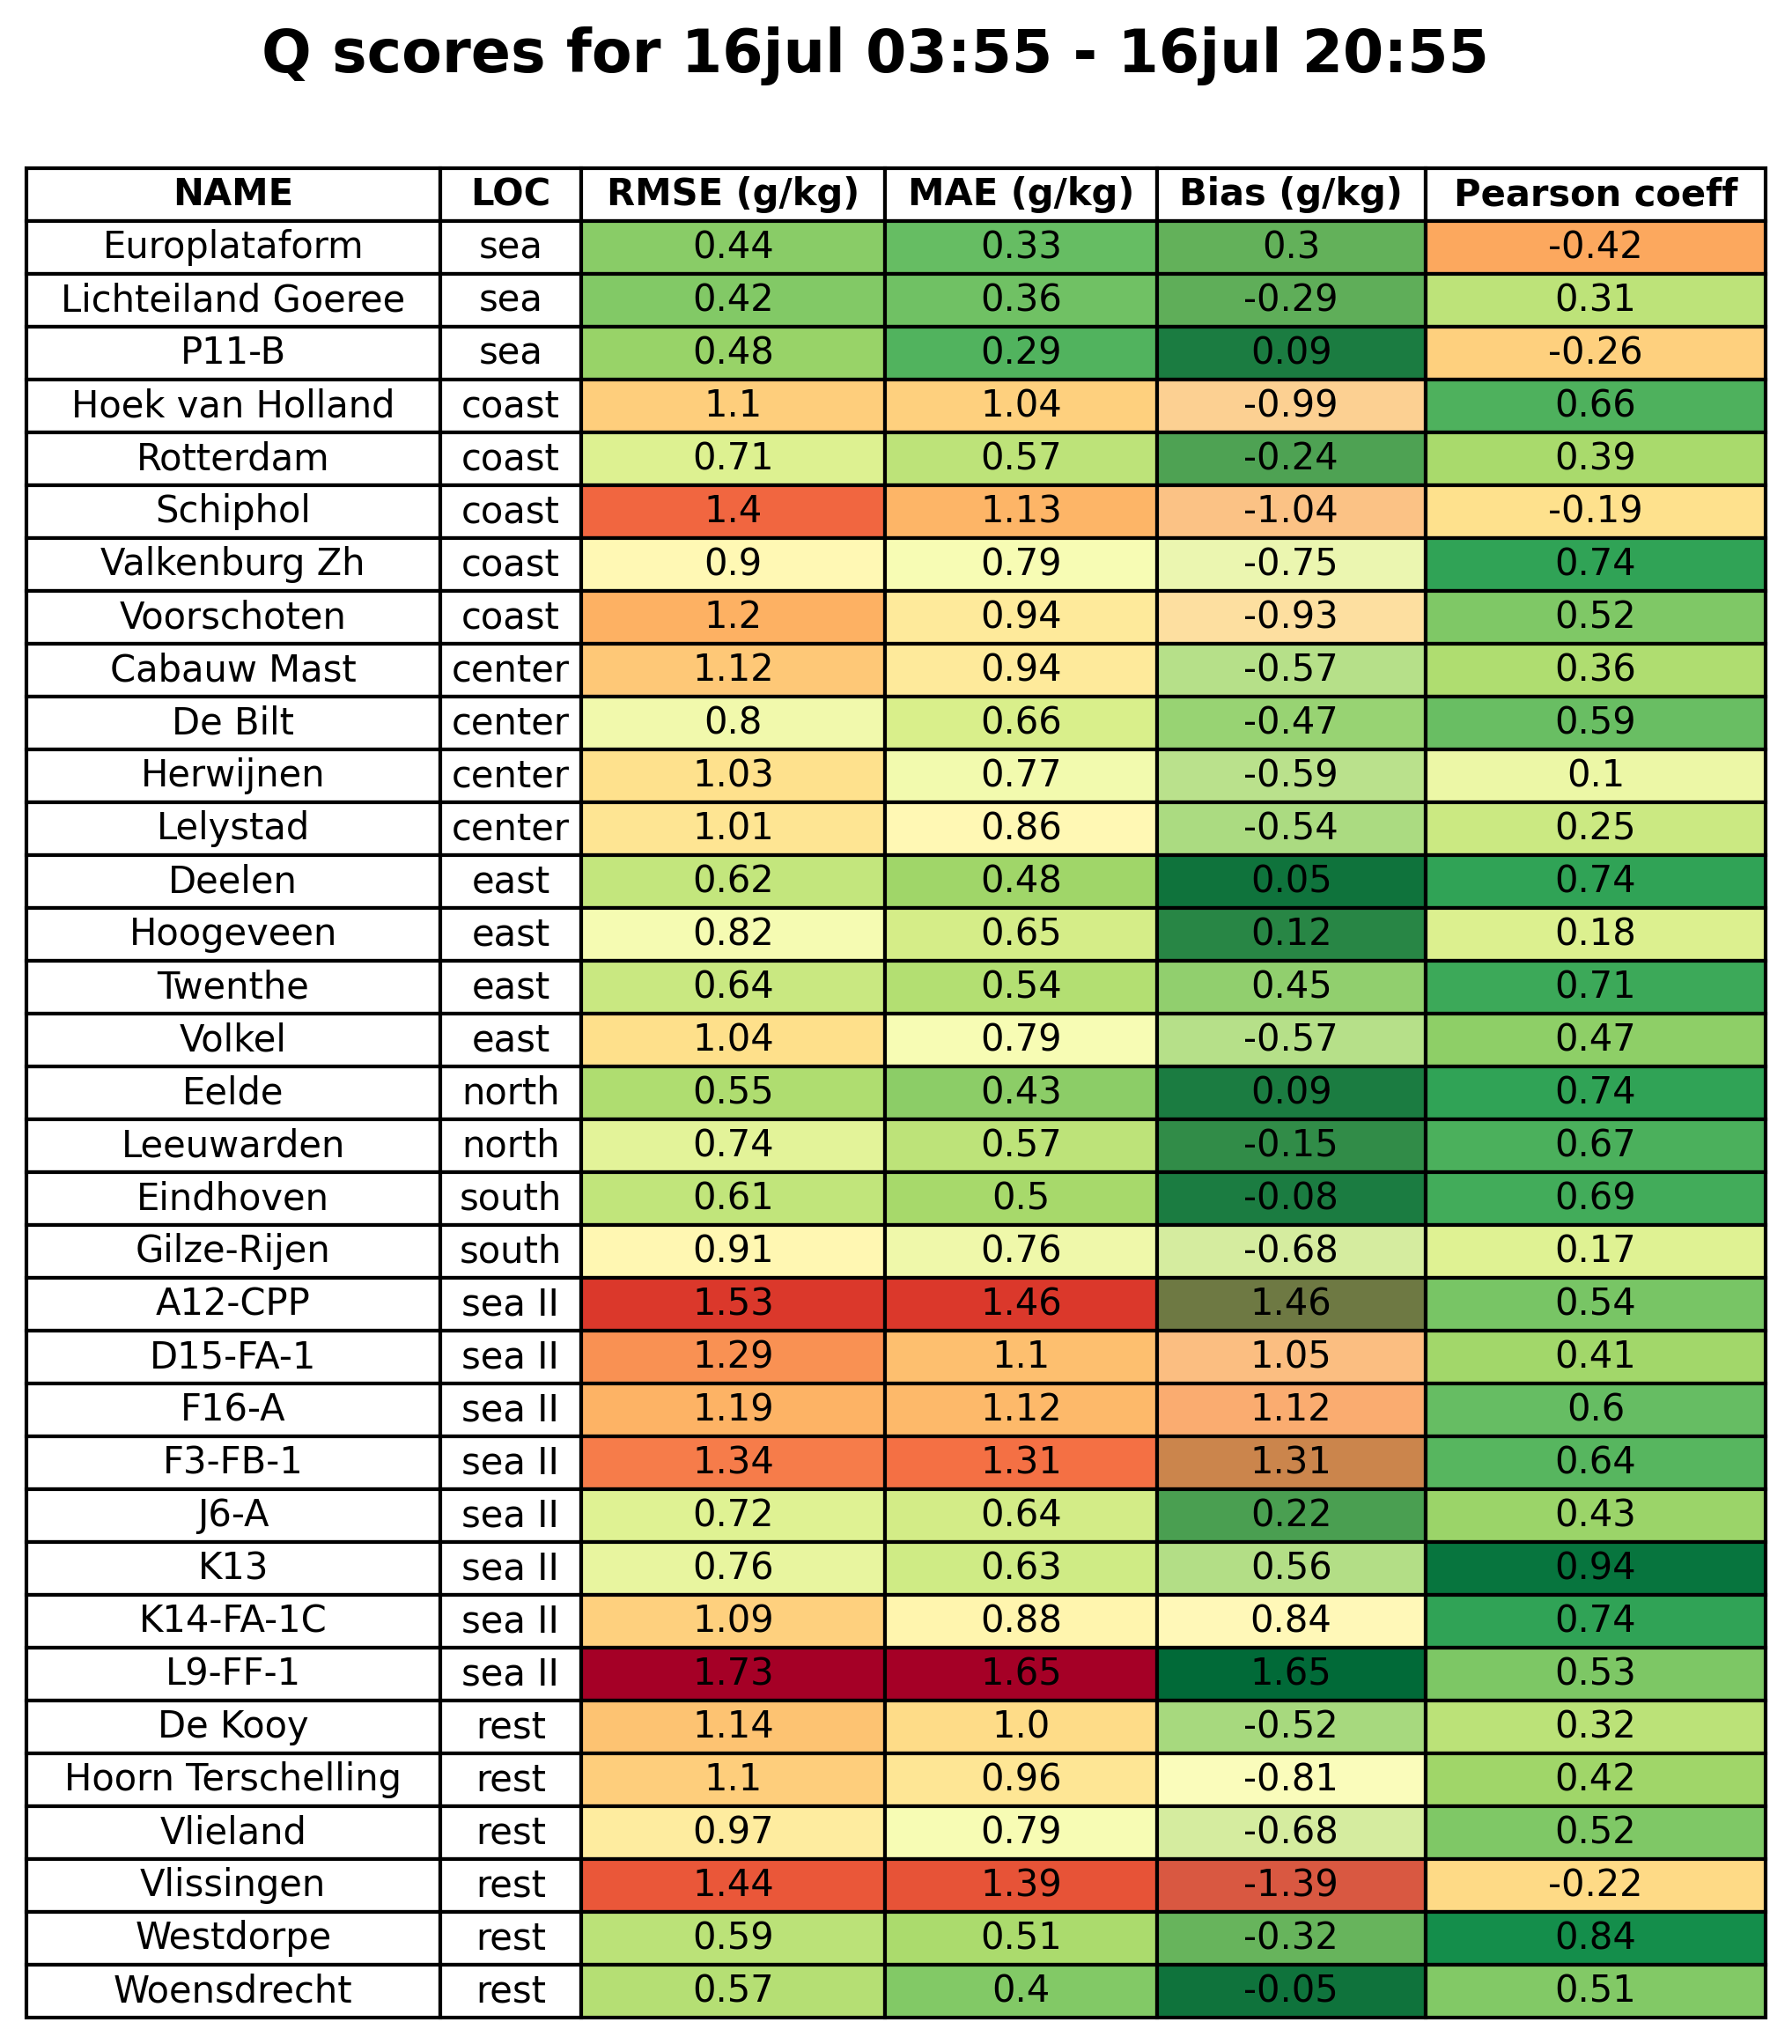 Q scores for 16jul 03:55 - 16jul 20:55
NAME LOC RMSE (g/kg) MAE (g/kg) Bias (g/kg) Pearson coeff
Europlataform sea 0.44 0.33 0.3 -0.42
Lichteiland Goeree sea 0.42 0.36 -0.29 0.31
P11-B sea 0.48 0.29 0.09 -0.26
Hoek van Holland coast 1.1 1.04 -0.99 0.66
Rotterdam coast 0.71 0.57 -0.24 0.39
Schiphol coast 1.4 1.13 -1.04 -0.19
Valkenburg Zh coast 0.9 0.79 -0.75 0.74
Voorschoten coast 1.2 0.94 -0.93 0.52
Cabauw Mast center 1.12 0.94 -0.57 0.36
De Bilt center 0.8 0.66 -0.47 0.59
Herwijnen center 1.03 0.77 -0.59 0.1
Lelystad center 1.01 0.86 -0.54 0.25
Deelen east 0.62 0.48 0.05 0.74
Hoogeveen east 0.82 0.65 0.12 0.18
Twenthe east 0.64 0.54 0.45 0.71
Volkel east 1.04 0.79 -0.57 0.47
Eelde north 0.55 0.43 0.09 0.74
Leeuwarden north 0.74 0.57 -0.15 0.67
Eindhoven south 0.61 0.5 -0.08 0.69
Gilze-Rijen south 0.91 0.76 -0.68 0.17
A12-CPP sea II 1.53 1.46 1.46 0.54
D15-FA-1 sea II 1.29 1.1 1.05 0.41
F16-A sea II 1.19 1.12 1.12 0.6
F3-FB-1 sea II 1.34 1.31 1.31 0.64
J6-A sea II 0.72 0.64 0.22 0.43
K13 sea II 0.76 0.63 0.56 0.94
K14-FA-1C sea II 1.09 0.88 0.84 0.74
L9-FF-1 sea II 1.73 1.65 1.65 0.53
De Kooy rest 1.14 1.0 -0.52 0.32
Hoorn Terschelling rest 1.1 0.96 -0.81 0.42
Vlieland rest 0.97 0.79 -0.68 0.52
Vlissingen rest 1.44 1.39 -1.39 -0.22
Westdorpe rest 0.59 0.51 -0.32 0.84
Woensdrecht rest 0.57 0.4 -0.05 0.51